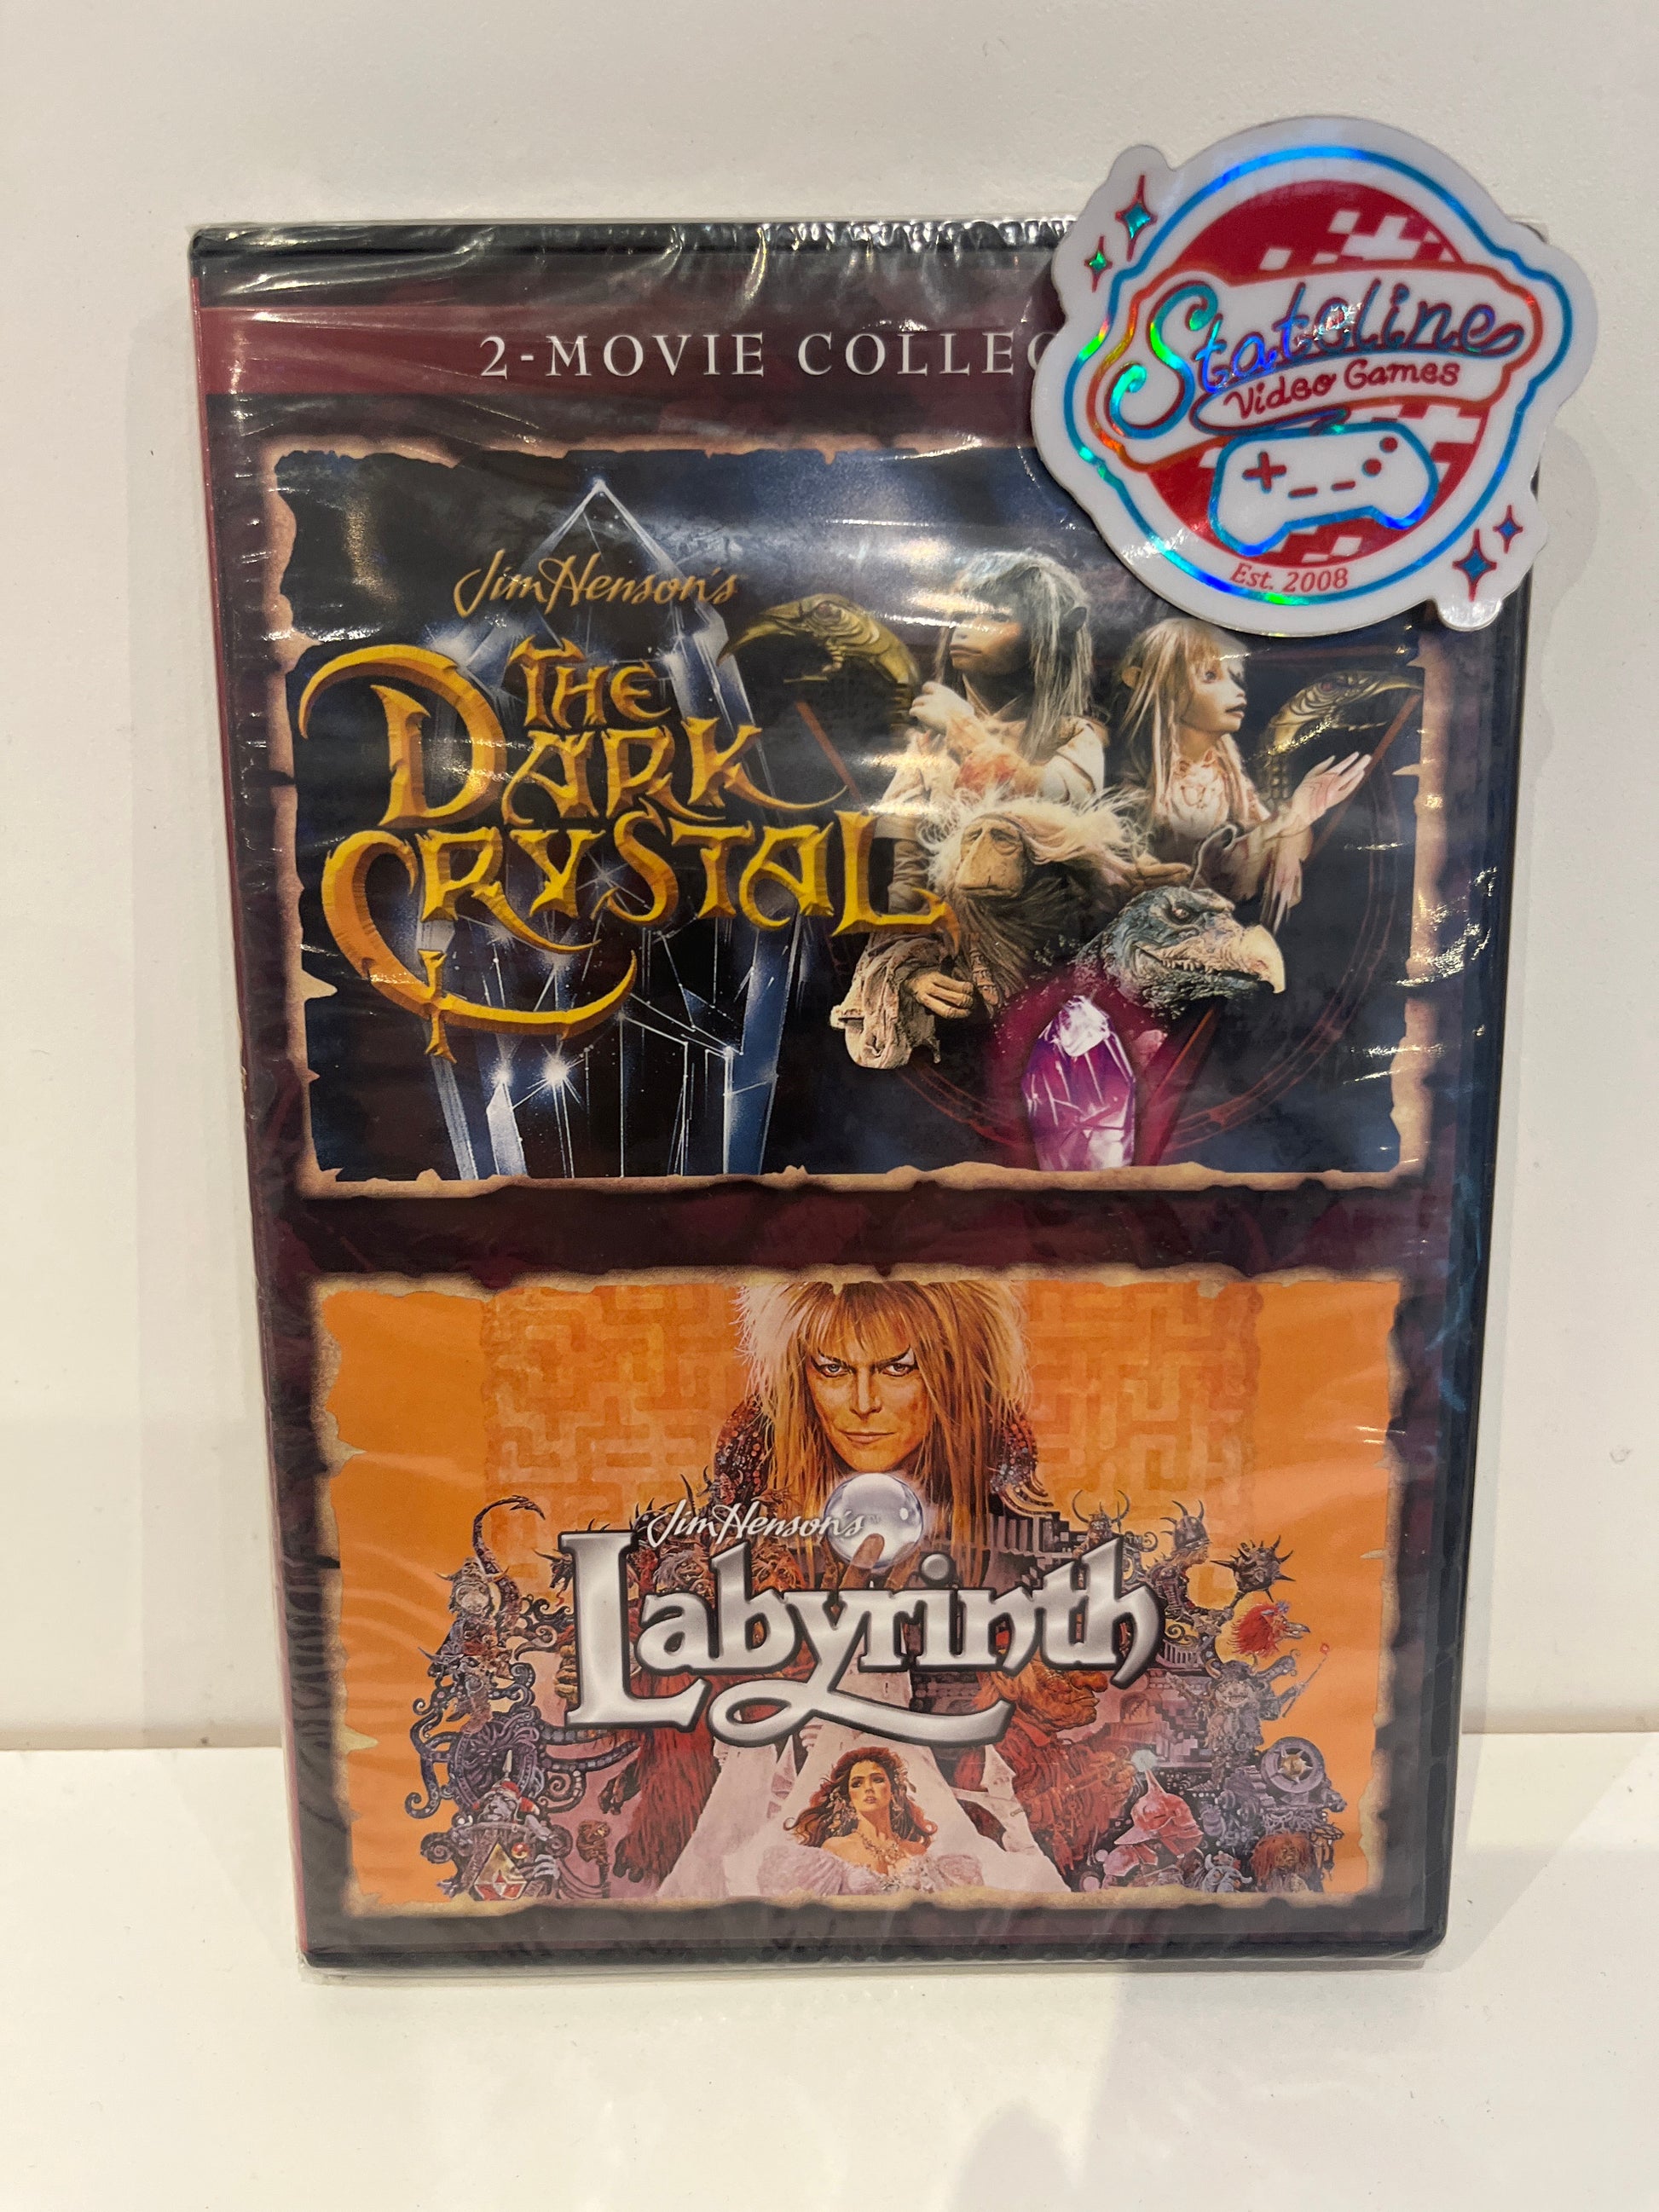 2-MOVIE COLLEC
Stateline
Video Games
Est. 2008
Jim Henson's
THE
DARK
CRYSTAL
Jim Henson's
Labyrinth